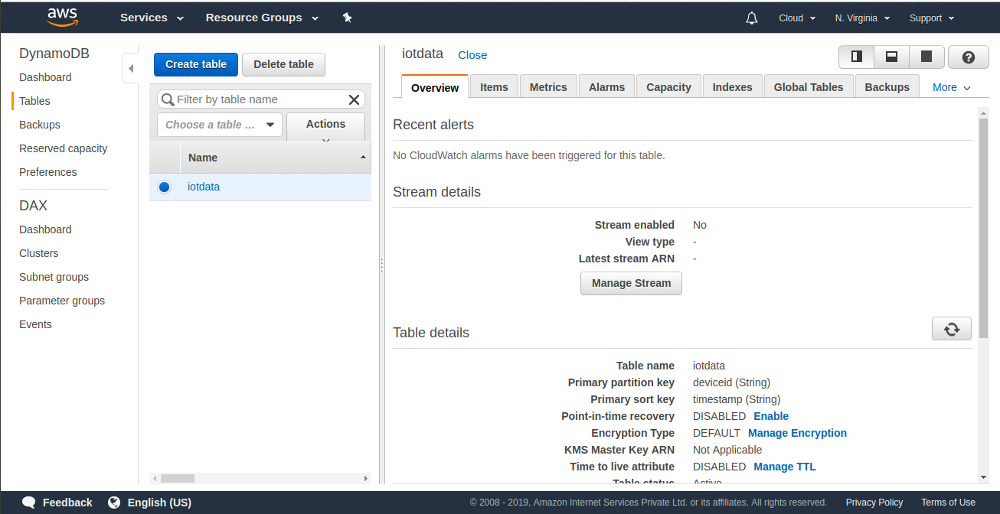 aws Services Resource Groups Cloud N. Virginia Support
DynamoDB
Dashboard
Tables
Backups
Reserved capacity
Preferences
DAX
Dashboard
Clusters
Subnet groups
Parameter groups
Events
Create table Delete table
Filter by table name
Choose a table ... Actions
Name
iotdata
iotdata Close
Overview Items Metrics Alarms Capacity Indexes Global Tables Backups More
Recent alerts
No CloudWatch alarms have been triggered for this table.
Stream details
Stream enabled No
View type -
Latest stream ARN -
Manage Stream
Table details
Table name iotdata
Primary partition key deviceid (String)
Primary sort key timestamp (String)
Point-in-time recovery DISABLED Enable
Encryption Type DEFAULT Manage Encryption
KMS Master Key ARN Not Applicable
Time to live attribute DISABLED Manage TTL
Table status Active
Feedback English (US) © 2008 - 2019, Amazon Internet Services Private Ltd. or its affiliates. All rights reserved. Privacy Policy Terms of Use